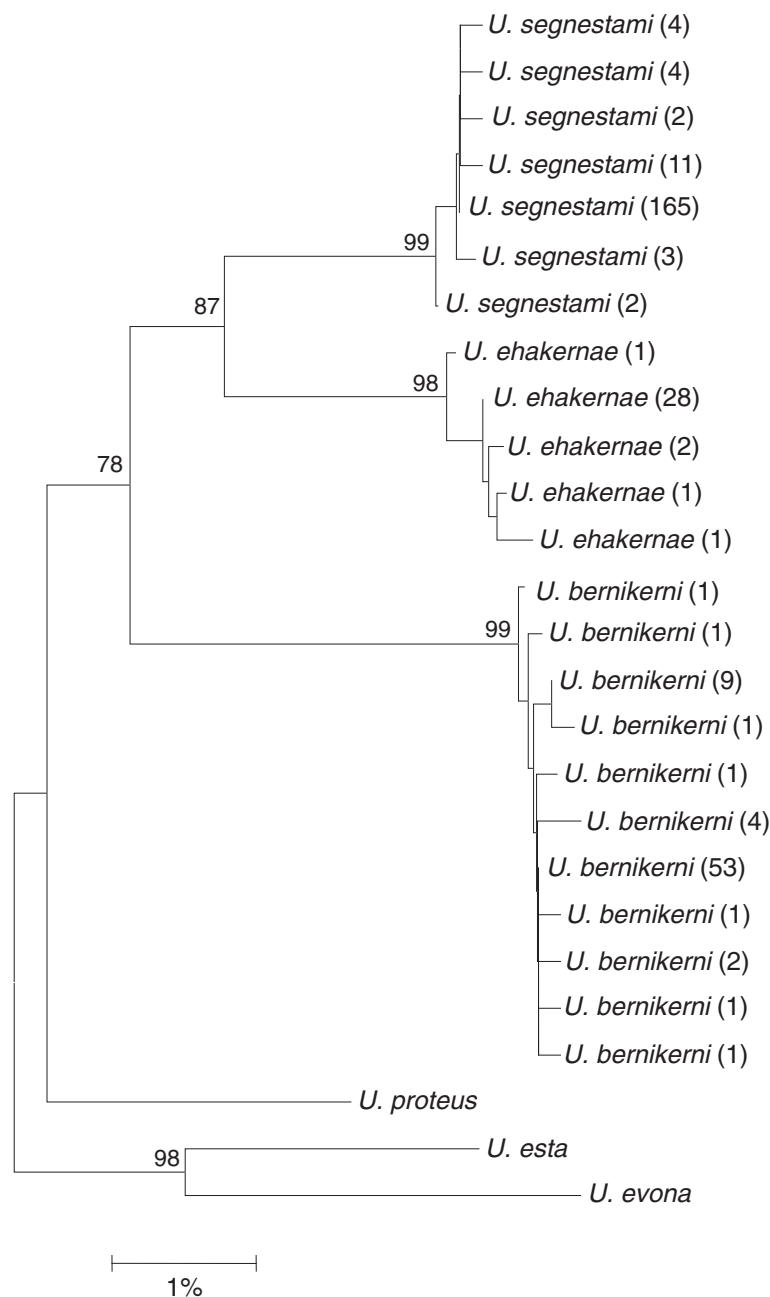 U. segnestami (4)
U. segnestami (4)
U. segnestami (2)
U. segnestami (11)
U. segnestami (165)
99
U. segnestami (3)
U. segnestami (2)
87
U. ehakernae (1)
98
U. ehakernae (28)
U. ehakernae (2)
78
U. ehakernae (1)
U. ehakernae (1)
U. bernikerni (1)
99
U. bernikerni (1)
U. bernikerni (9)
U. bernikerni (1)
U. bernikerni (1)
U. bernikerni (4)
U. bernikerni (53)
U. bernikerni (1)
U. bernikerni (2)
U. bernikerni (1)
U. bernikerni (1)
U. proteus
U. esta
98
U. evona
1%